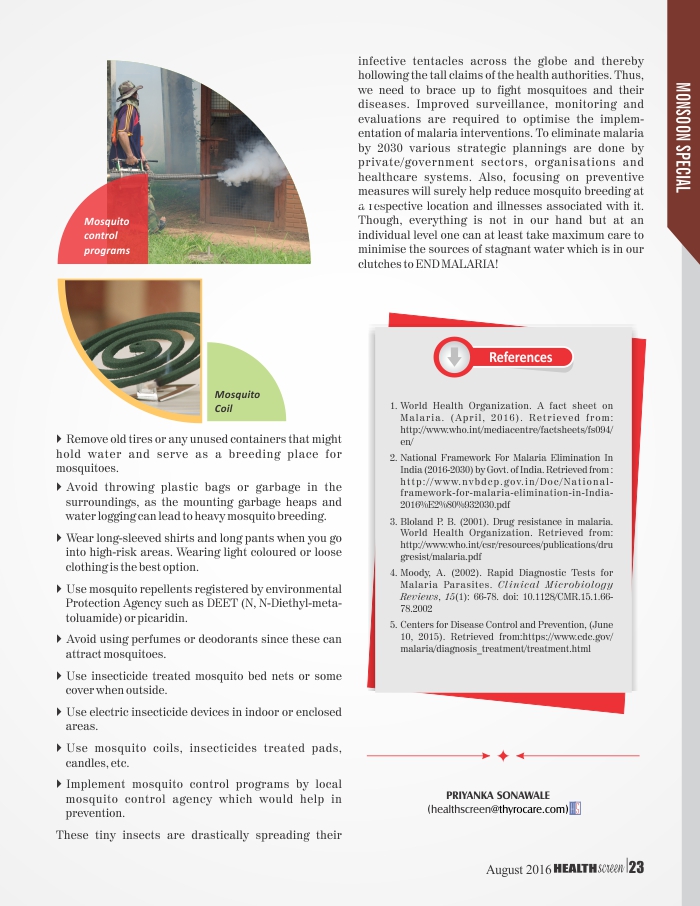 Mosquito
control
programs
Mosquito
Coil
Remove old tires or any unused containers that might
hold water and serve as a breeding place for
mosquitoes.
Avoid throwing plastic bags or garbage in the
surroundings, as the mounting garbage heaps and
water logging can lead to heavy mosquito breeding.
Wear long-sleeved shirts and long pants when you go
into high-risk areas. Wearing light coloured or loose
clothing is the best option.
Use mosquito repellents registered by environmental
Protection Agency such as DEET (N, N-Diethyl-meta-
toluamide) or picaridin.
Avoid using perfumes or deodorants since these can
attract mosquitoes.
Use insecticide treated mosquito bed nets or some
cover when outside.
Use electric insecticide devices in indoor or enclosed
areas.
Use mosquito coils, insecticides treated pads,
candles, etc.
Implement mosquito control programs by local
mosquito control agency which would help in
prevention.
These tiny insects are drastically spreading their
infective tentacles across the globe and thereby
hollowing the tall claims of the health authorities. Thus,
we need to brace up to fight mosquitoes and their
diseases. Improved surveillance, monitoring and
evaluations are required to optimise the implem-
entation of malaria interventions. To eliminate malaria
by 2030 various strategic plannings are done by
private/government sectors, organisations and
healthcare systems. Also, focusing on preventive
measures will surely help reduce mosquito breeding at
a respective location and illnesses associated with it.
Though, everything is not in our hand but at an
individual level one can at least take maximum care to
minimise the sources of stagnant water which is in our
clutches to END MALARIA!
References
1. World Health Organization. A fact sheet on
Malaria. (April, 2016). Retrieved from:
http://www.who.int/mediacentre/factsheets/fs094/
en/
2. National Framework For Malaria Elimination In
India (2016-2030) by Govt. of India. Retrieved from:
http://www.nvbdcp.gov.in/Doc/National-
framework-for-malaria-elimination-in-India-
2016%E2%80%932030.pdf
3. Bloland P. B. (2001). Drug resistance in malaria.
World Health Organization. Retrieved from:
http://www.who.int/csr/resources/publications/dru
gresist/malaria.pdf
4. Moody, A. (2002). Rapid Diagnostic Tests for
Malaria Parasites. Clinical Microbiology
Reviews, 15(1): 66-78. doi: 10.1128/CMR.15.1.66-
78.2002
5. Centers for Disease Control and Prevention, (June
10, 2015). Retrieved from:https://www.cdc.gov/
malaria/diagnosis_treatment/treatment.html
PRIYANKA SONAWALE
(healthscreen@thyrocare.com)
MONSOON SPECIAL
August 2016 HEALTHscreen 23